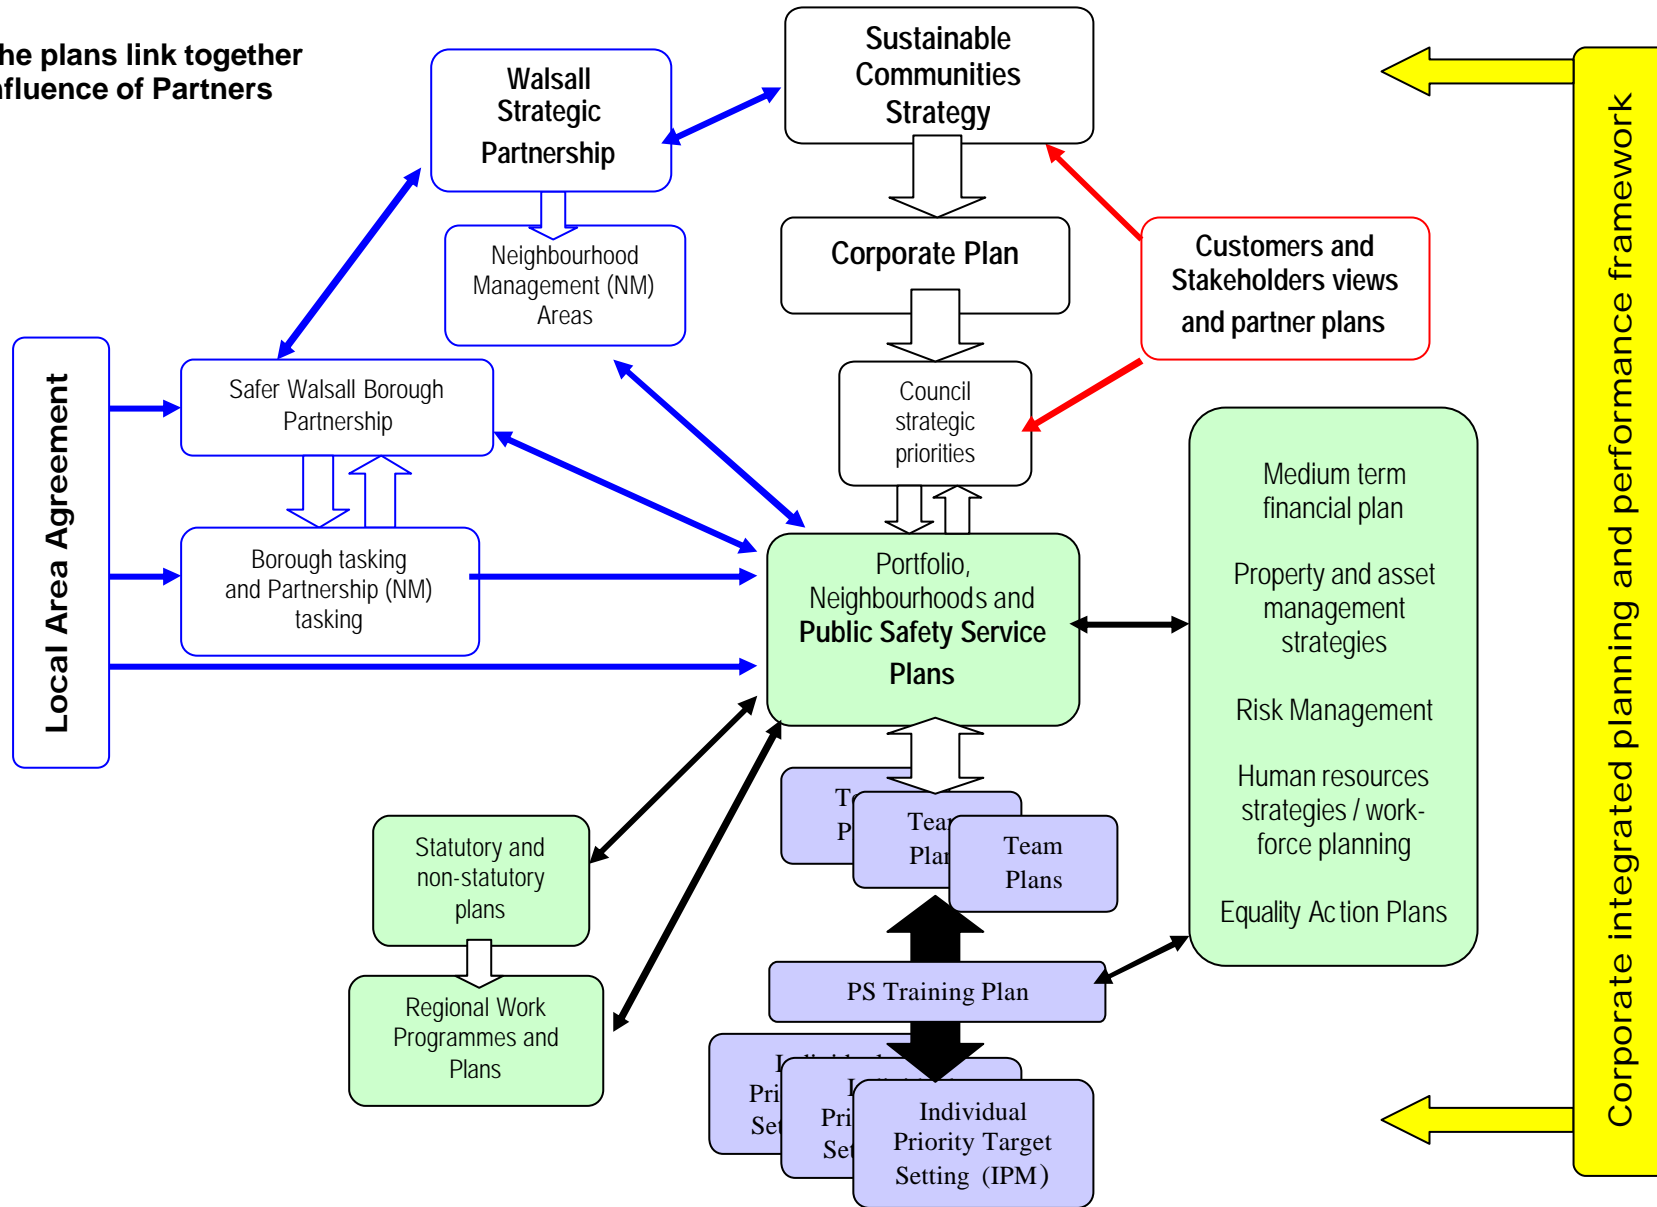 he plans link together
nfluence of Partners
Walsall
Strategic
Partnership
Sustainable
Communities
Strategy
Neighbourhood
Management (NM)
Areas
Corporate Plan
Customers and
Stakeholders views
and partner plans
Local Area Agreement
Safer Walsall Borough
Partnership
Council
strategic
priorities
Borough tasking
and Partnership (NM)
tasking
Portfolio,
Neighbourhoods and
Public Safety Service
Plans
Medium term
financial plan
Property and asset
management
strategies
Risk Management
Human resources
strategies / work-
force planning
Equality Action Plans
Corporate integrated planning and performance framework
Statutory and
non-statutory
plans
Regional Work
Programmes and
Plans
Team
Plans
PS Training Plan
Individual
Priority Target
Setting (IPM)